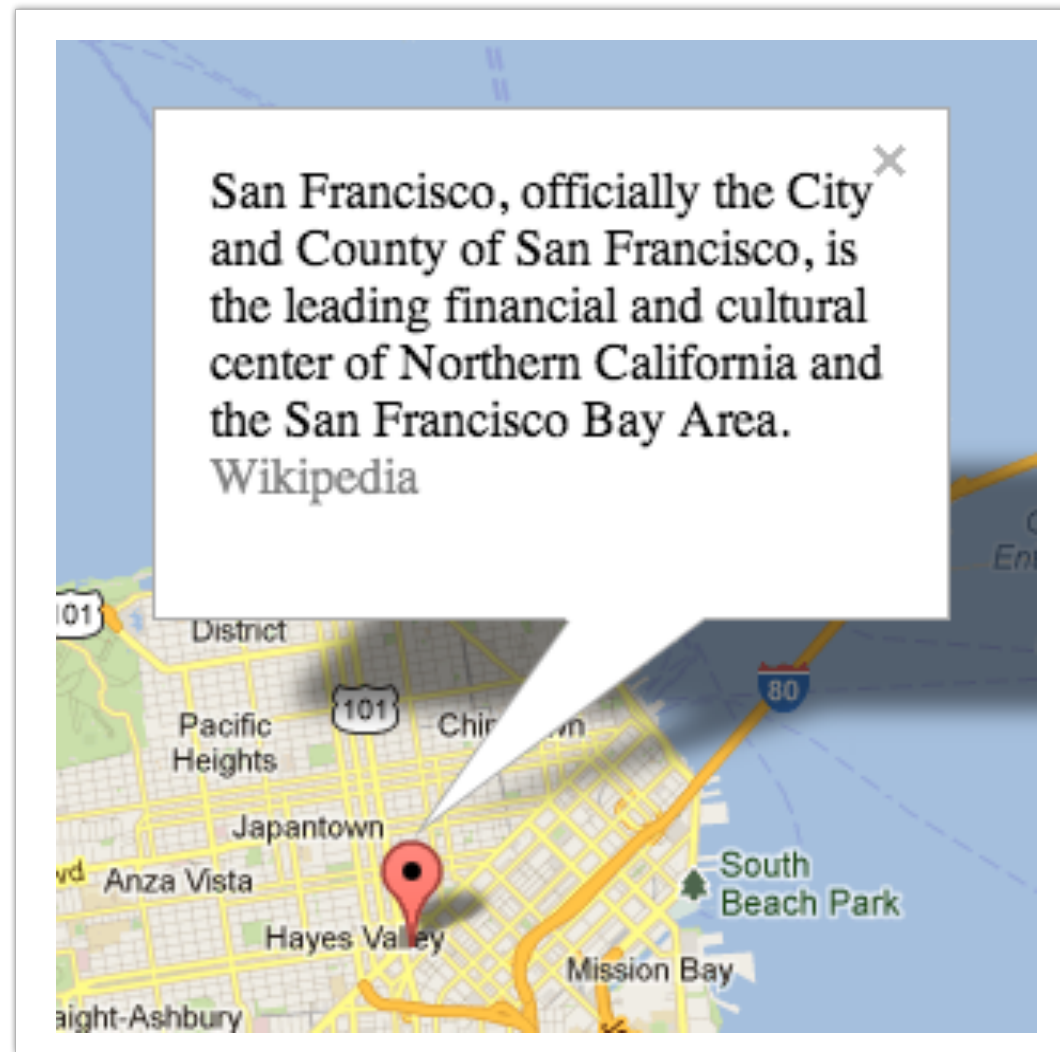 San Francisco, officially the City
and County of San Francisco, is
the leading financial and cultural
center of Northern California and
the San Francisco Bay Area.
Wikipedia
101
District
80
101
Pacific
Heights
Japantown
Anza Vista
South
Beach Park
Hayes Valley
Mission Bay